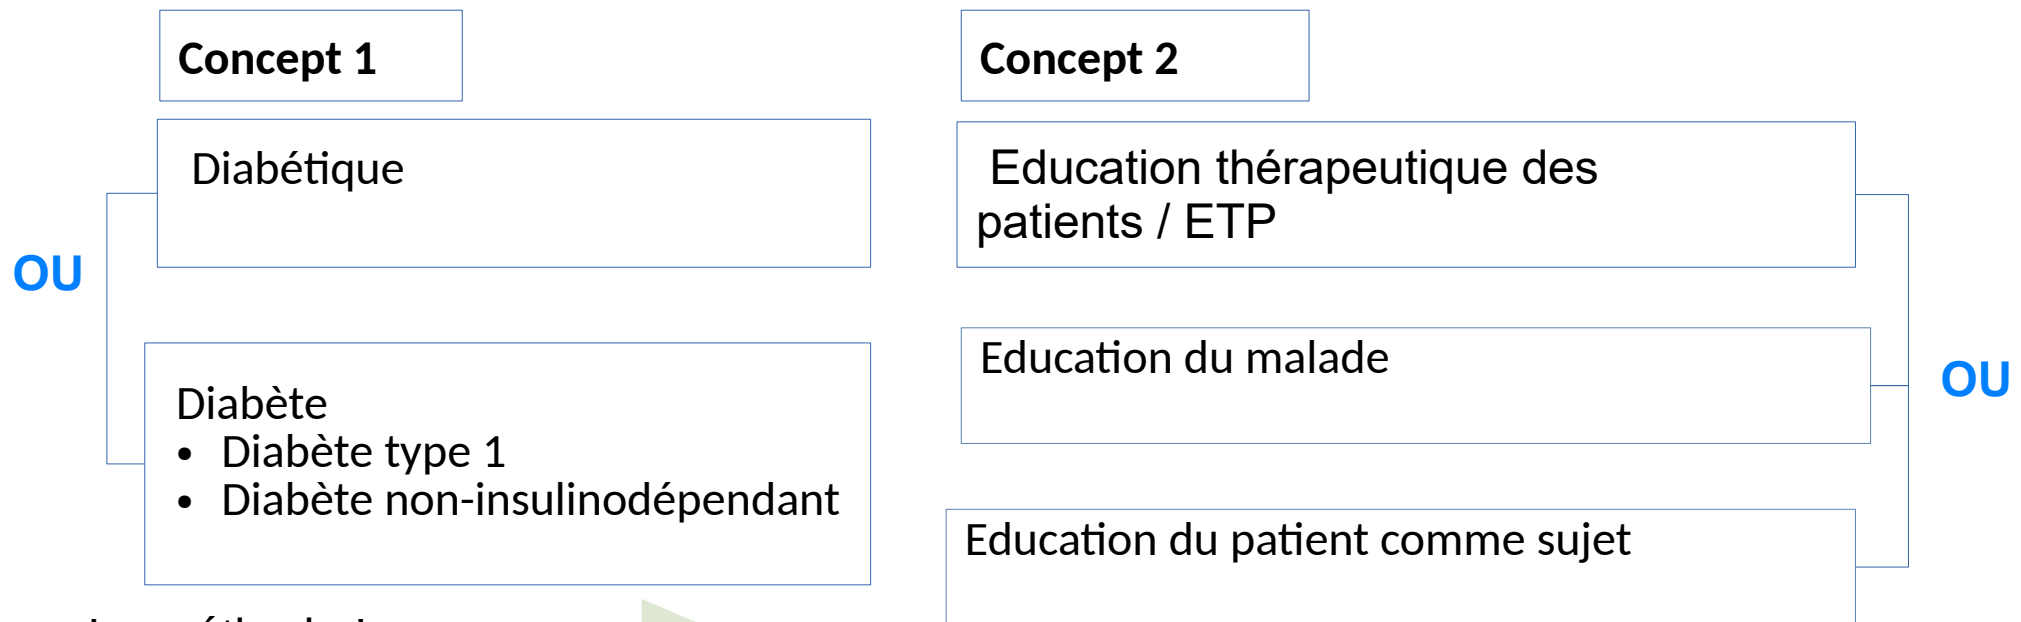 Concept 1
Diabétique
OU
Diabète
• Diabète type 1
• Diabète non-insulinodépendant
Concept 2
Education thérapeutique des
patients / ETP
Education du malade
OU
Education du patient comme sujet